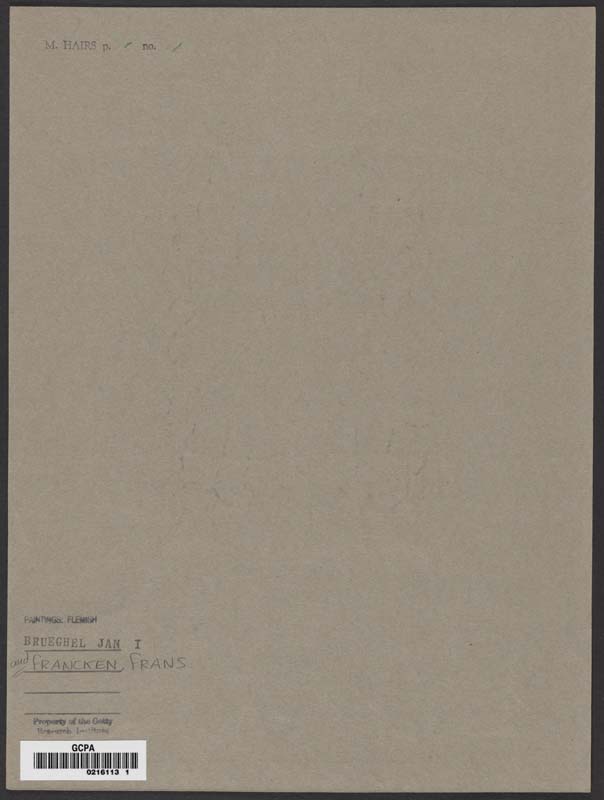 M. HAIRS p. no.
PAINTINGS: FLEMISH
BRUEGHEL JAN I
and FRANCKEN, FRANS
Property of the Getty
Research Institute
GCPA
0216113 1